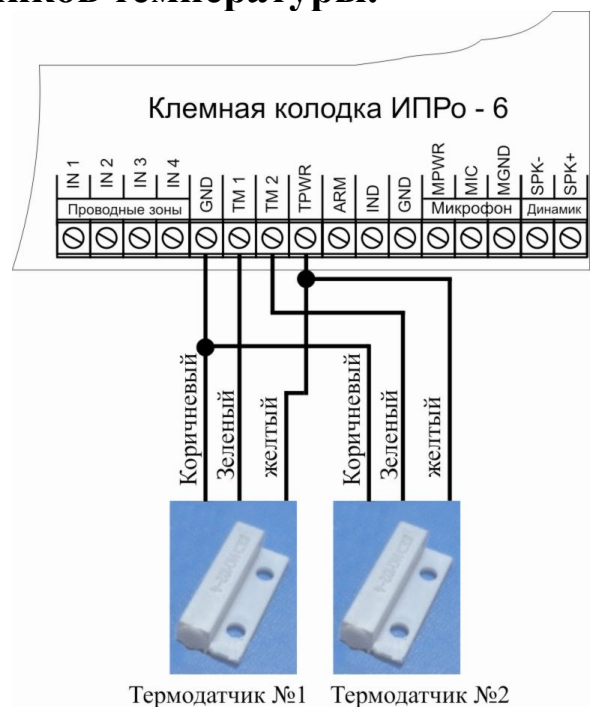 температуры.
Клемная колодка ИПРо - 6
IN 1 IN 2 IN 3 IN 4 GND TM 1 TM 2 TPWR ARM IND GND MPWR MIC MGND SPK- SPK+
Проводные зоны Микрофон Динамик
Коричневый Зеленый желтый Коричневый Зеленый желтый
Термодатчик №1 Термодатчик №2